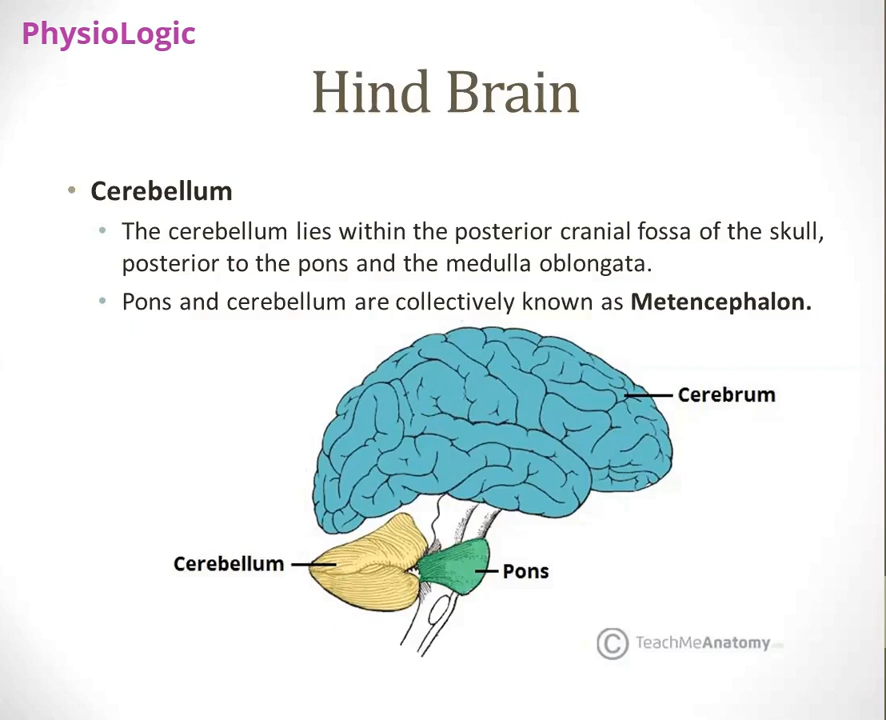 PhysioLogic
Hind Brain
• Cerebellum
• The cerebellum lies within the posterior cranial fossa of the skull,
posterior to the pons and the medulla oblongata.
• Pons and cerebellum are collectively known as Metencephalon.
Cerebrum
Cerebellum
Pons
© TeachMeAnatomy